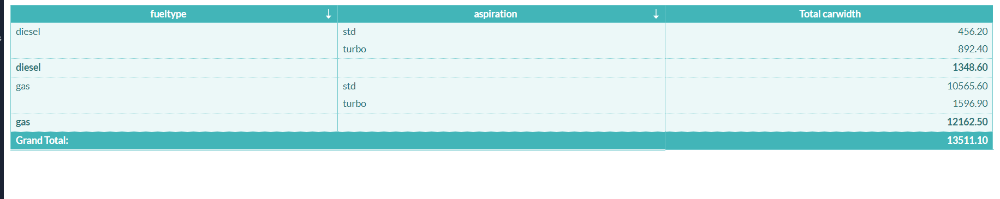 fueltype ↓ aspiration ↓ Total carwidth
diesel std 456.20
turbo 892.40
diesel 1348.60
gas std 10565.60
turbo 1596.90
gas 12162.50
Grand Total: 13511.10